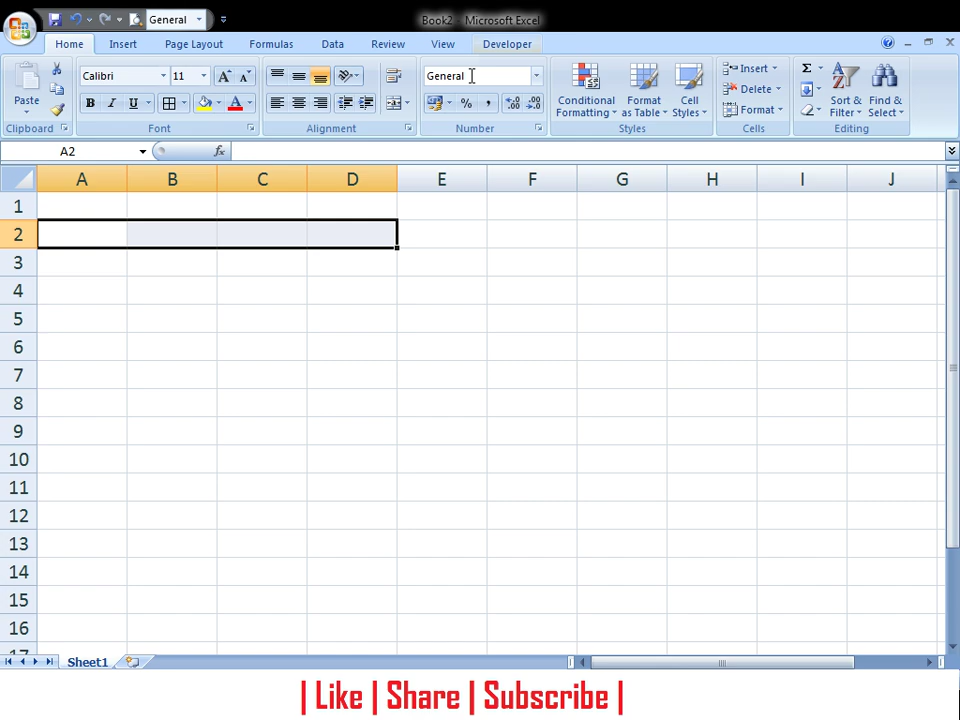 General
Book2 - Microsoft Excel
Home Insert Page Layout Formulas Data Review View Developer
Paste
Clipboard
Calibri 11
B I U
Font
Alignment
General
% ,
Number
Conditional Formatting
Format as Table
Cell Styles
Styles
Insert
Delete
Format
Cells
Σ
Sort & Filter
Find & Select
Editing
A2 fx
A B C D E F G H I J
1
2
3
4
5
6
7
8
9
10
11
12
13
14
15
16
17
Sheet1
| Like | Share | Subscribe |